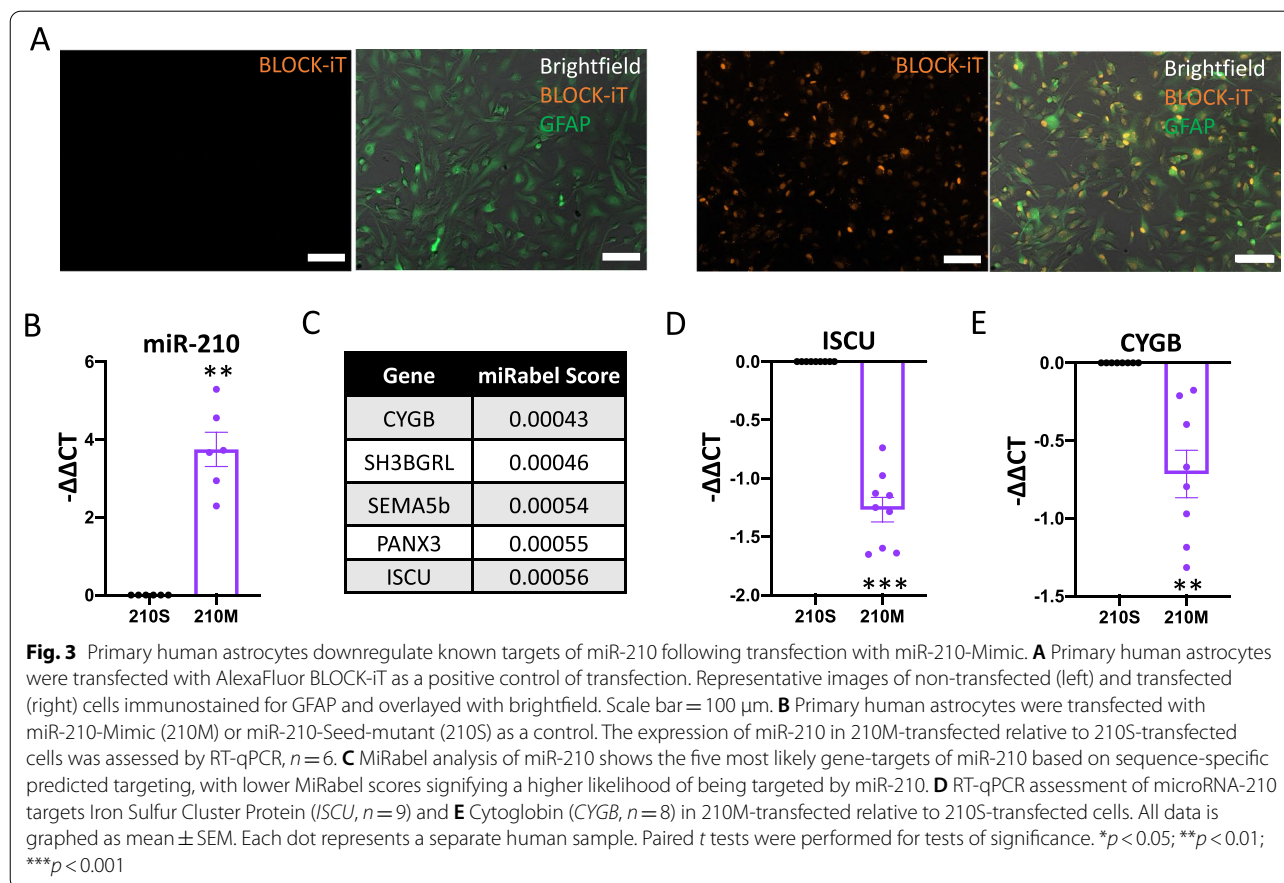 A
BLOCK-iT
Brightfield
BLOCK-iT
GFAP
BLOCK-iT
Brightfield
BLOCK-iT
GFAP
B
miR-210
**
-ΔΔCT
6
4
2
0
210S 210M
C
Gene miRabel Score
CYGB 0.00043
SH3BGRL 0.00046
SEMA5b 0.00054
PANX3 0.00055
ISCU 0.00056
D
ISCU
-ΔΔCT
0.0
-0.5
-1.0
-1.5
-2.0
***
210S 210M
E
CYGB
-ΔΔCT
0.0
-0.5
-1.0
-1.5
**
210S 210M
Fig. 3 Primary human astrocytes downregulate known targets of miR-210 following transfection with miR-210-Mimic. A Primary human astrocytes
were transfected with AlexaFluor BLOCK-iT as a positive control of transfection. Representative images of non-transfected (left) and transfected
(right) cells immunostained for GFAP and overlayed with brightfield. Scale bar = 100 µm. B Primary human astrocytes were transfected with
miR-210-Mimic (210M) or miR-210-Seed-mutant (210S) as a control. The expression of miR-210 in 210M-transfected relative to 210S-transfected
cells was assessed by RT-qPCR, n = 6. C MiRabel analysis of miR-210 shows the five most likely gene-targets of miR-210 based on sequence-specific
predicted targeting, with lower MiRabel scores signifying a higher likelihood of being targeted by miR-210. D RT-qPCR assessment of microRNA-210
targets Iron Sulfur Cluster Protein (ISCU, n = 9) and E Cytoglobin (CYGB, n = 8) in 210M-transfected relative to 210S-transfected cells. All data is
graphed as mean ± SEM. Each dot represents a separate human sample. Paired t tests were performed for tests of significance. *p < 0.05; **p < 0.01;
***p < 0.001